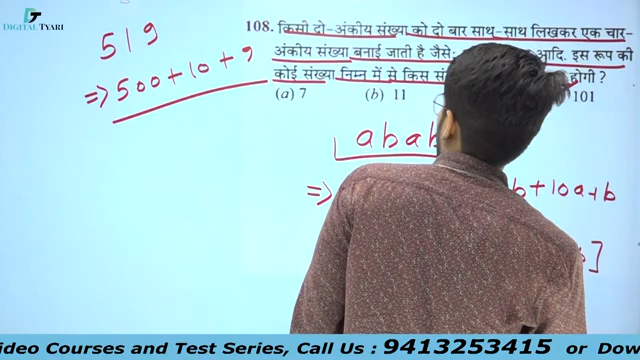 DT
DIGITAL TYARI
519
⇒ 500+10+9
108. किसी दो-अंकीय संख्या को दो बार साथ-साथ लिखकर एक चार-
अंकीय संख्या बनाई जाती है जैसे: आदि. इस रूप की
कोई संख्या निम्न में से किस होगी ?
(a) 7 (b) 11 101
abab
⇒ b+10a+b
]
ideo Courses and Test Series, Call Us : 9413253415 or Dow